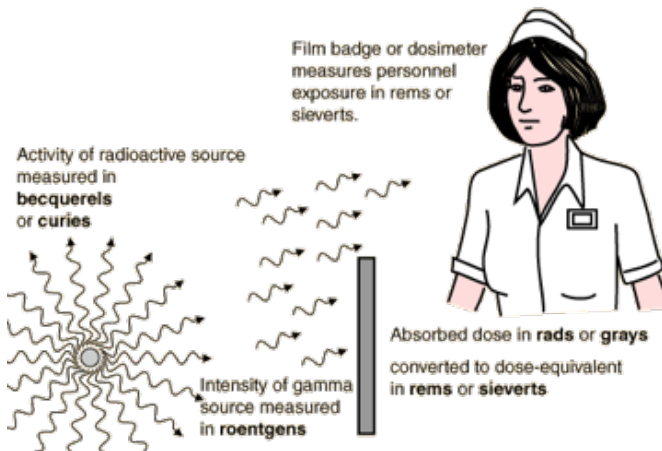 Film badge or dosimeter
measures personnel
exposure in rems or
sieverts.
Activity of radioactive source
measured in
becquerels
or curies
Absorbed dose in rads or grays
converted to dose-equivalent
in rems or sieverts
Intensity of gamma
source measured
in roentgens